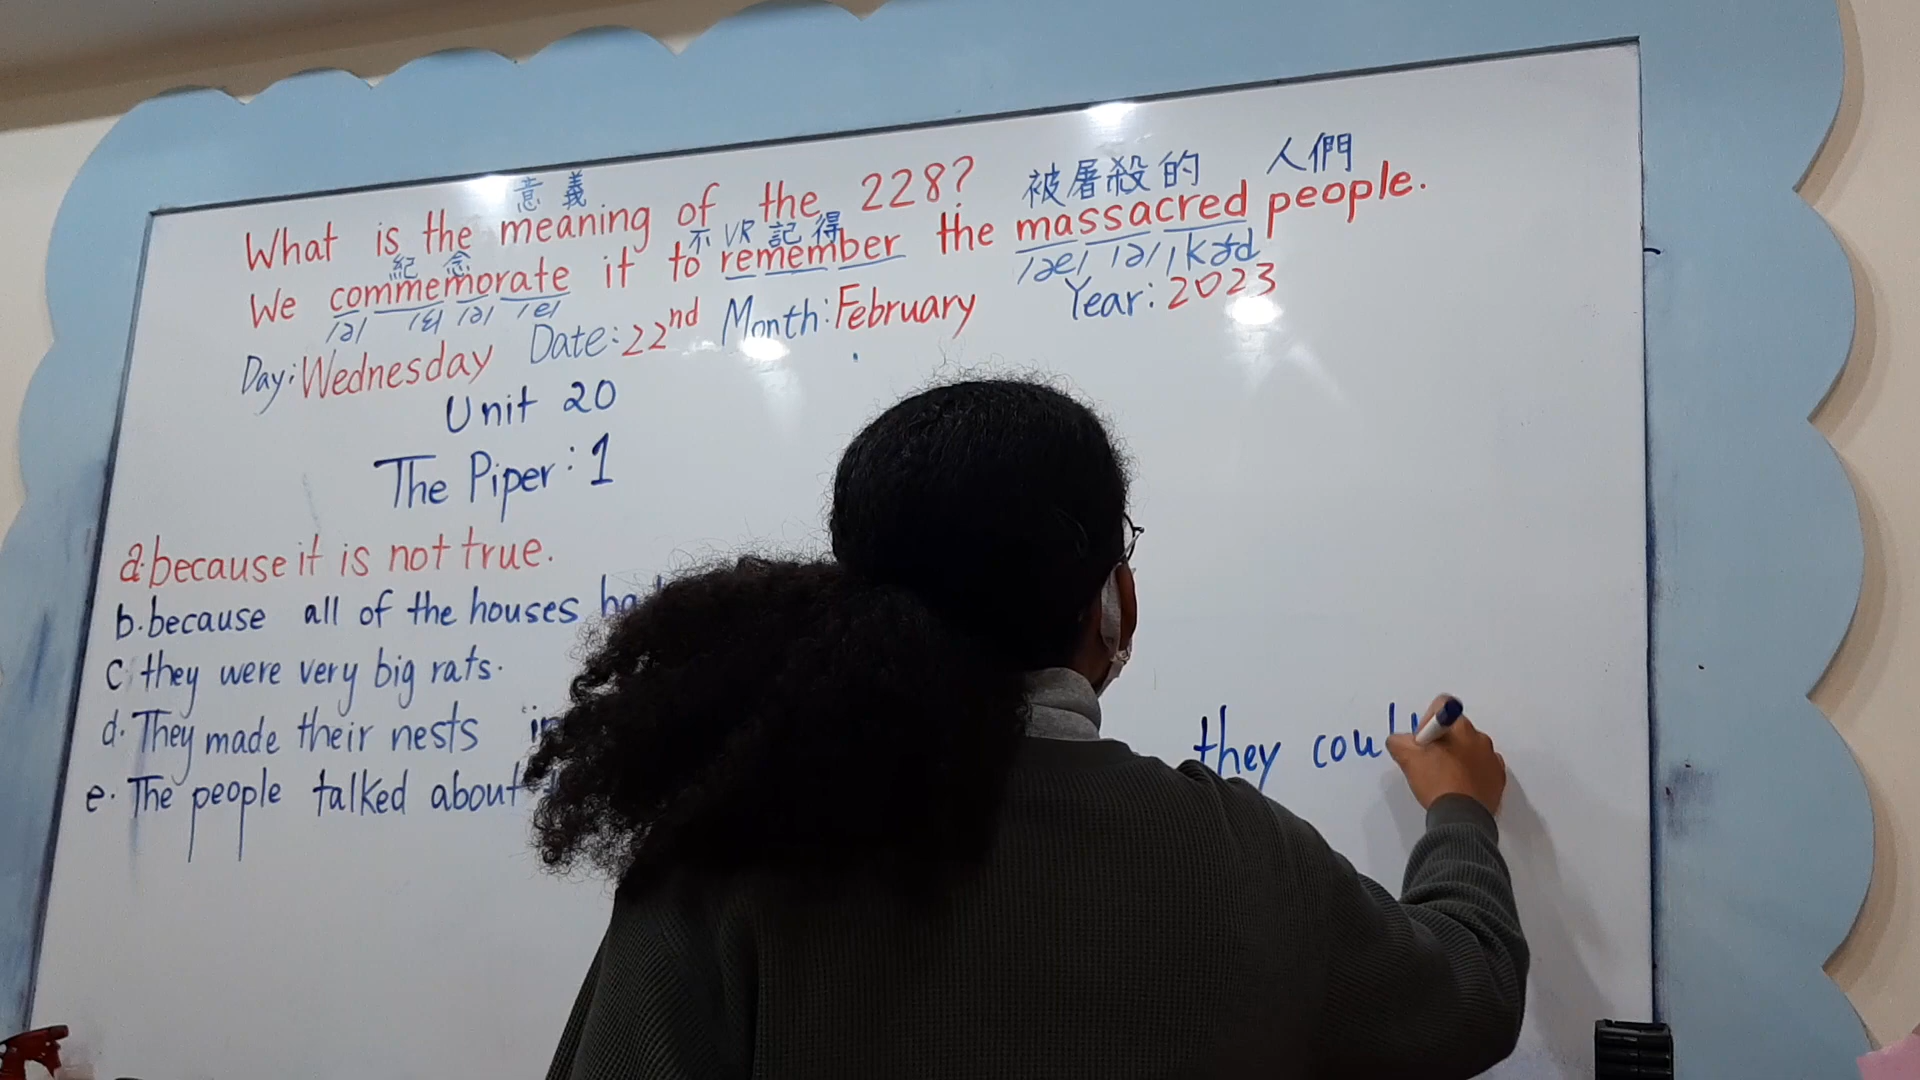 意義 被屠殺的 人們
What is the meaning of the 228?
紀念 不VR 記得
We commemorate it to remember the massacred people.
/ə/ /ɛ/ /ə/ /e/ /æ/ /ə/
Day: Wednesday Date: 22nd Month: February Year: 2023
Unit 20
The Piper: 1
a. because it is not true.
b. because all of the houses
c. they were very big rats.
d. They made their nests
e. The people talked about they